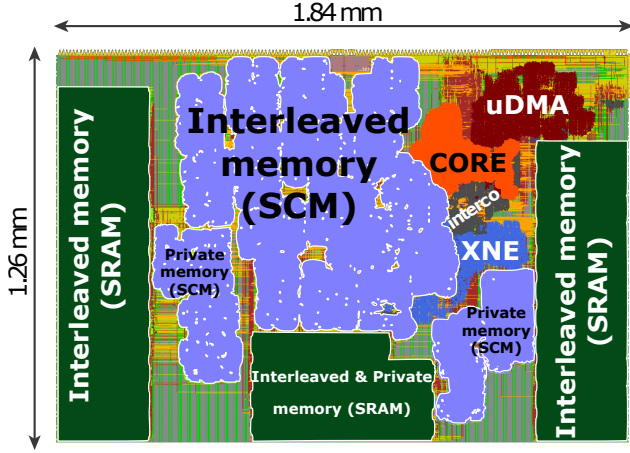 1.84 mm
1.26 mm
Interleaved memory
(SRAM)
Interleaved
memory
(SCM)
uDMA
CORE
interco
XNE
Private
memory
(SCM)
Private
memory
(SCM)
Interleaved & Private
memory (SRAM)
Interleaved memory
(SRAM)